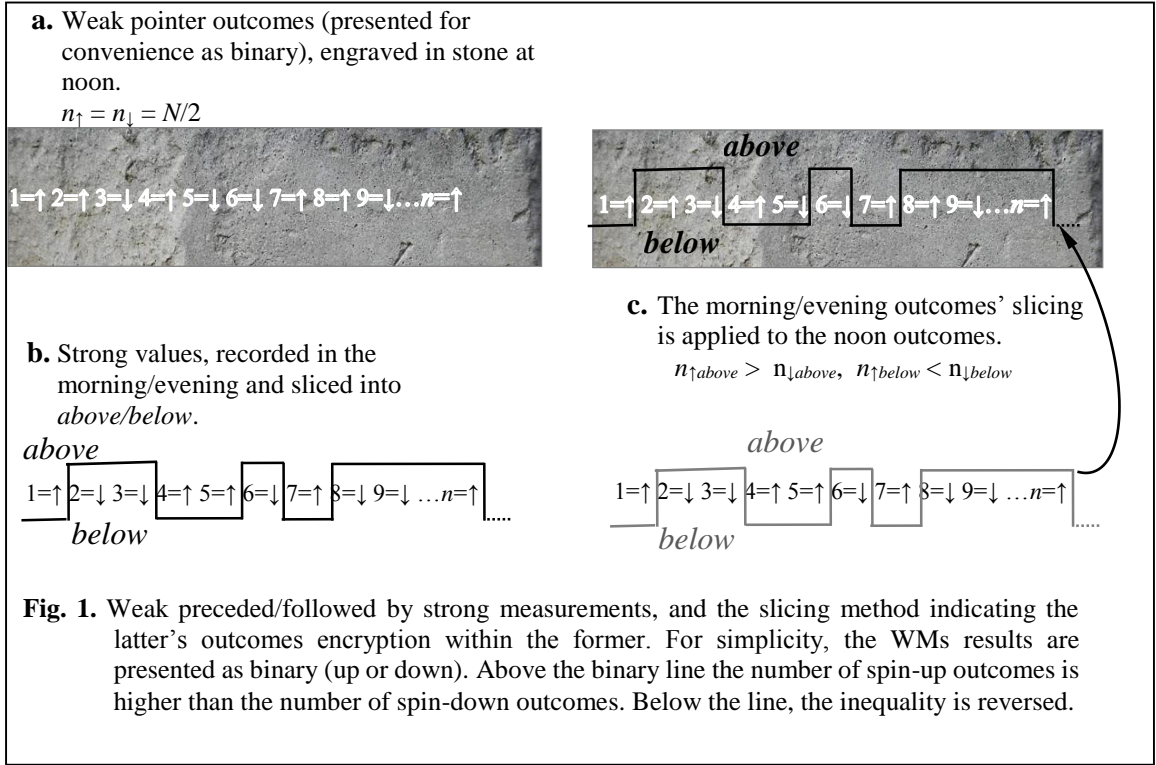 a. Weak pointer outcomes (presented for
convenience as binary), engraved in stone at
noon.
n↑ = n↓ = N/2
1=↑ 2=↑ 3=↓ 4=↑ 5=↓ 6=↓ 7=↑ 8=↑ 9=↓…n=↑
b. Strong values, recorded in the
morning/evening and sliced into
above/below.
above
1=↑ 2=↓ 3=↓ 4=↑ 5=↑ 6=↓ 7=↑ 8=↓ 9=↓ …n=↑
below
above
1=↑ 2=↑ 3=↓ 4=↑ 5=↓ 6=↓ 7=↑ 8=↑ 9=↓…n=↑
below
c. The morning/evening outcomes’ slicing
is applied to the noon outcomes.
n↑above > n↓above, n↑below < n↓below
above
1=↑ 2=↓ 3=↓ 4=↑ 5=↑ 6=↓ 7=↑ 8=↓ 9=↓ …n=↑
below
Fig. 1. Weak preceded/followed by strong measurements, and the slicing method indicating the
latter’s outcomes encryption within the former. For simplicity, the WMs results are
presented as binary (up or down). Above the binary line the number of spin-up outcomes is
higher than the number of spin-down outcomes. Below the line, the inequality is reversed.